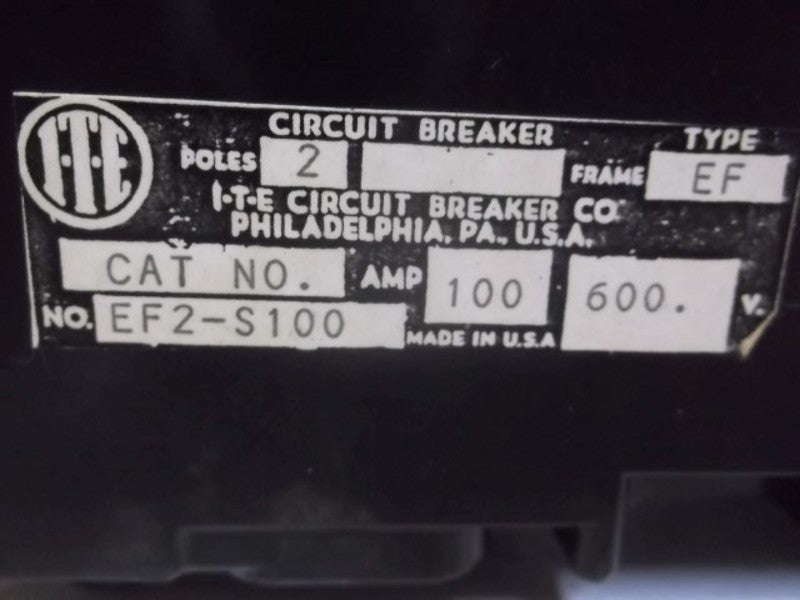 I-T-E
CIRCUIT BREAKER TYPE
POLES 2 FRAME EF
I-T-E CIRCUIT BREAKER CO.
PHILADELPHIA, PA., U.S.A.
CAT NO. AMP 100 600. V.
NO. EF2-S100 MADE IN U.S.A